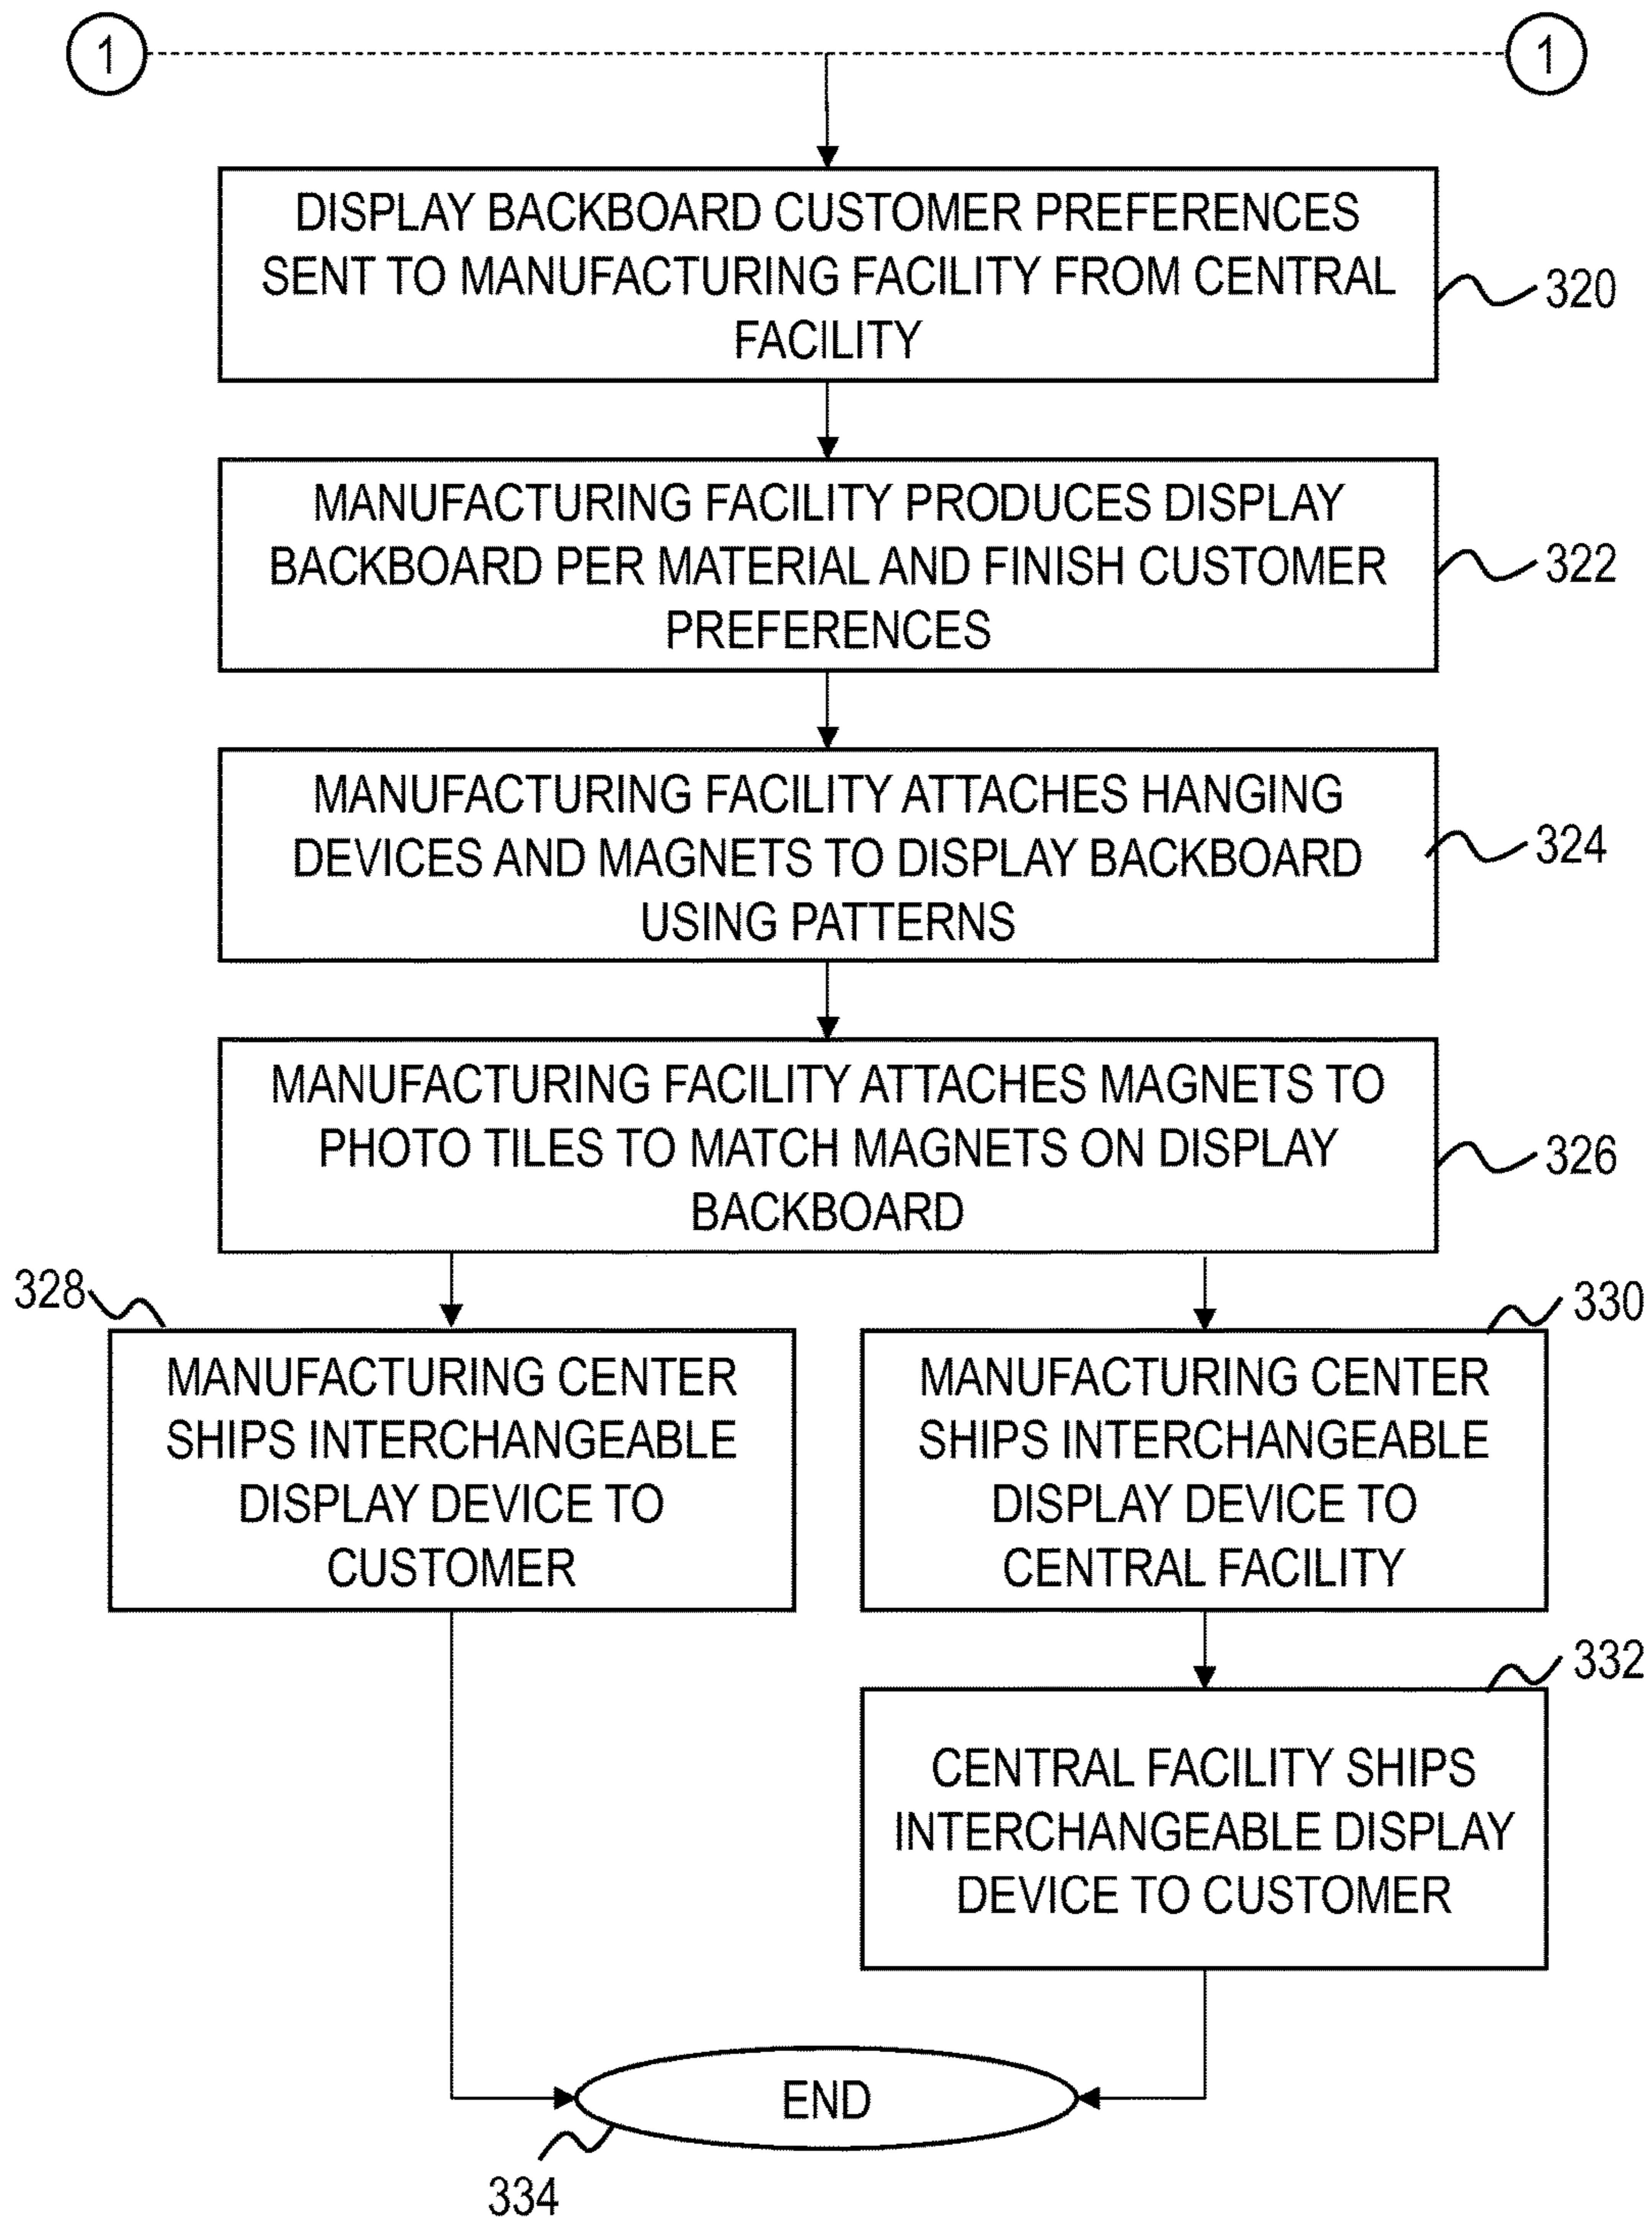 1
1
DISPLAY BACKBOARD CUSTOMER PREFERENCES
SENT TO MANUFACTURING FACILITY FROM CENTRAL
FACILITY
320
MANUFACTURING FACILITY PRODUCES DISPLAY
BACKBOARD PER MATERIAL AND FINISH CUSTOMER
PREFERENCES
322
MANUFACTURING FACILITY ATTACHES HANGING
DEVICES AND MAGNETS TO DISPLAY BACKBOARD
USING PATTERNS
324
MANUFACTURING FACILITY ATTACHES MAGNETS TO
PHOTO TILES TO MATCH MAGNETS ON DISPLAY
BACKBOARD
326
328
MANUFACTURING CENTER
SHIPS INTERCHANGEABLE
DISPLAY DEVICE TO
CUSTOMER
330
MANUFACTURING CENTER
SHIPS INTERCHANGEABLE
DISPLAY DEVICE TO
CENTRAL FACILITY
332
CENTRAL FACILITY SHIPS
INTERCHANGEABLE DISPLAY
DEVICE TO CUSTOMER
END
334